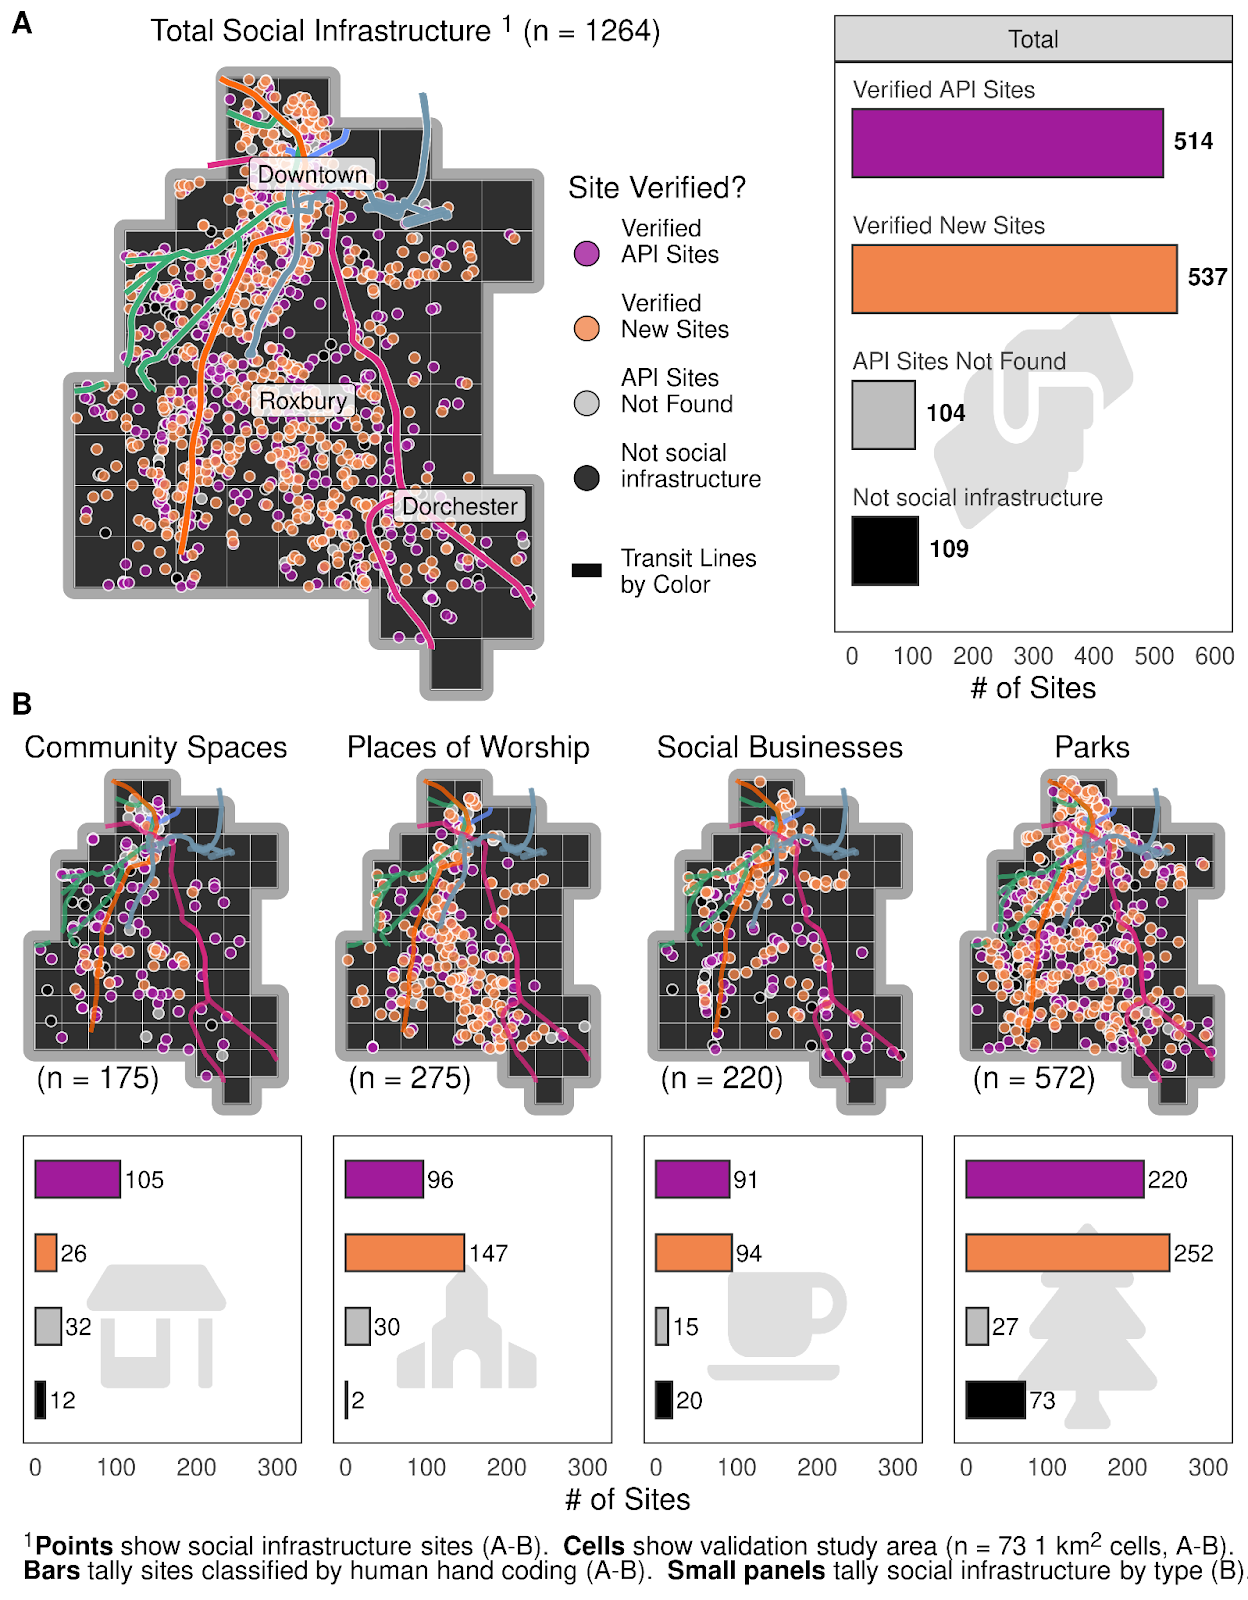 A
Total Social Infrastructure ¹ (n = 1264)
Downtown
Roxbury
Dorchester
Site Verified?
Verified
API Sites
Verified
New Sites
API Sites
Not Found
Not social
infrastructure
Transit Lines
by Color
Total
Verified API Sites
514
Verified New Sites
537
API Sites Not Found
104
Not social infrastructure
109
0 100 200 300 400 500 600
# of Sites
B
Community Spaces
Places of Worship
Social Businesses
Parks
(n = 175)
(n = 275)
(n = 220)
(n = 572)
105
26
32
12
0 100 200 300
96
147
30
2
0 100 200 300
91
94
15
20
0 100 200 300
220
252
27
73
0 100 200 300
# of Sites
¹Points show social infrastructure sites (A-B). Cells show validation study area (n = 73 1 km² cells, A-B).
Bars tally sites classified by human hand coding (A-B). Small panels tally social infrastructure by type (B).